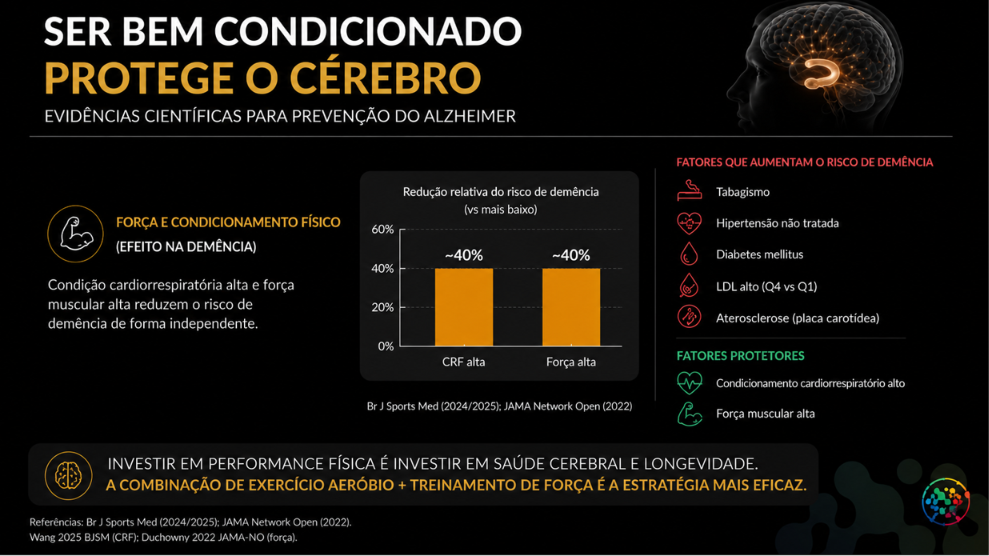 SER BEM CONDICIONADO
PROTEGE O CÉREBRO
EVIDÊNCIAS CIENTÍFICAS PARA PREVENÇÃO DO ALZHEIMER
FORÇA E CONDICIONAMENTO FÍSICO
(EFEITO NA DEMÊNCIA)
Condição cardiorrespiratória alta e força
muscular alta reduzem o risco de
demência de forma independente.
Redução relativa do risco de demência
(vs mais baixo)
60%
40%
20%
0%
~40%
~40%
CRF alta
Força alta
Br J Sports Med (2024/2025); JAMA Network Open (2022)
FATORES QUE AUMENTAM O RISCO DE DEMÊNCIA
Tabagismo
Hipertensão não tratada
Diabetes mellitus
LDL alto (Q4 vs Q1)
Aterosclerose (placa carotídea)
FATORES PROTETORES
Condicionamento cardiorrespiratório alto
Força muscular alta
INVESTIR EM PERFORMANCE FÍSICA É INVESTIR EM SAÚDE CEREBRAL E LONGEVIDADE.
A COMBINAÇÃO DE EXERCÍCIO AERÓBIO + TREINAMENTO DE FORÇA É A ESTRATÉGIA MAIS EFICAZ.
Referências: Br J Sports Med (2024/2025); JAMA Network Open (2022).
Wang 2025 BJSM (CRF); Duchowny 2022 JAMA-NO (força).